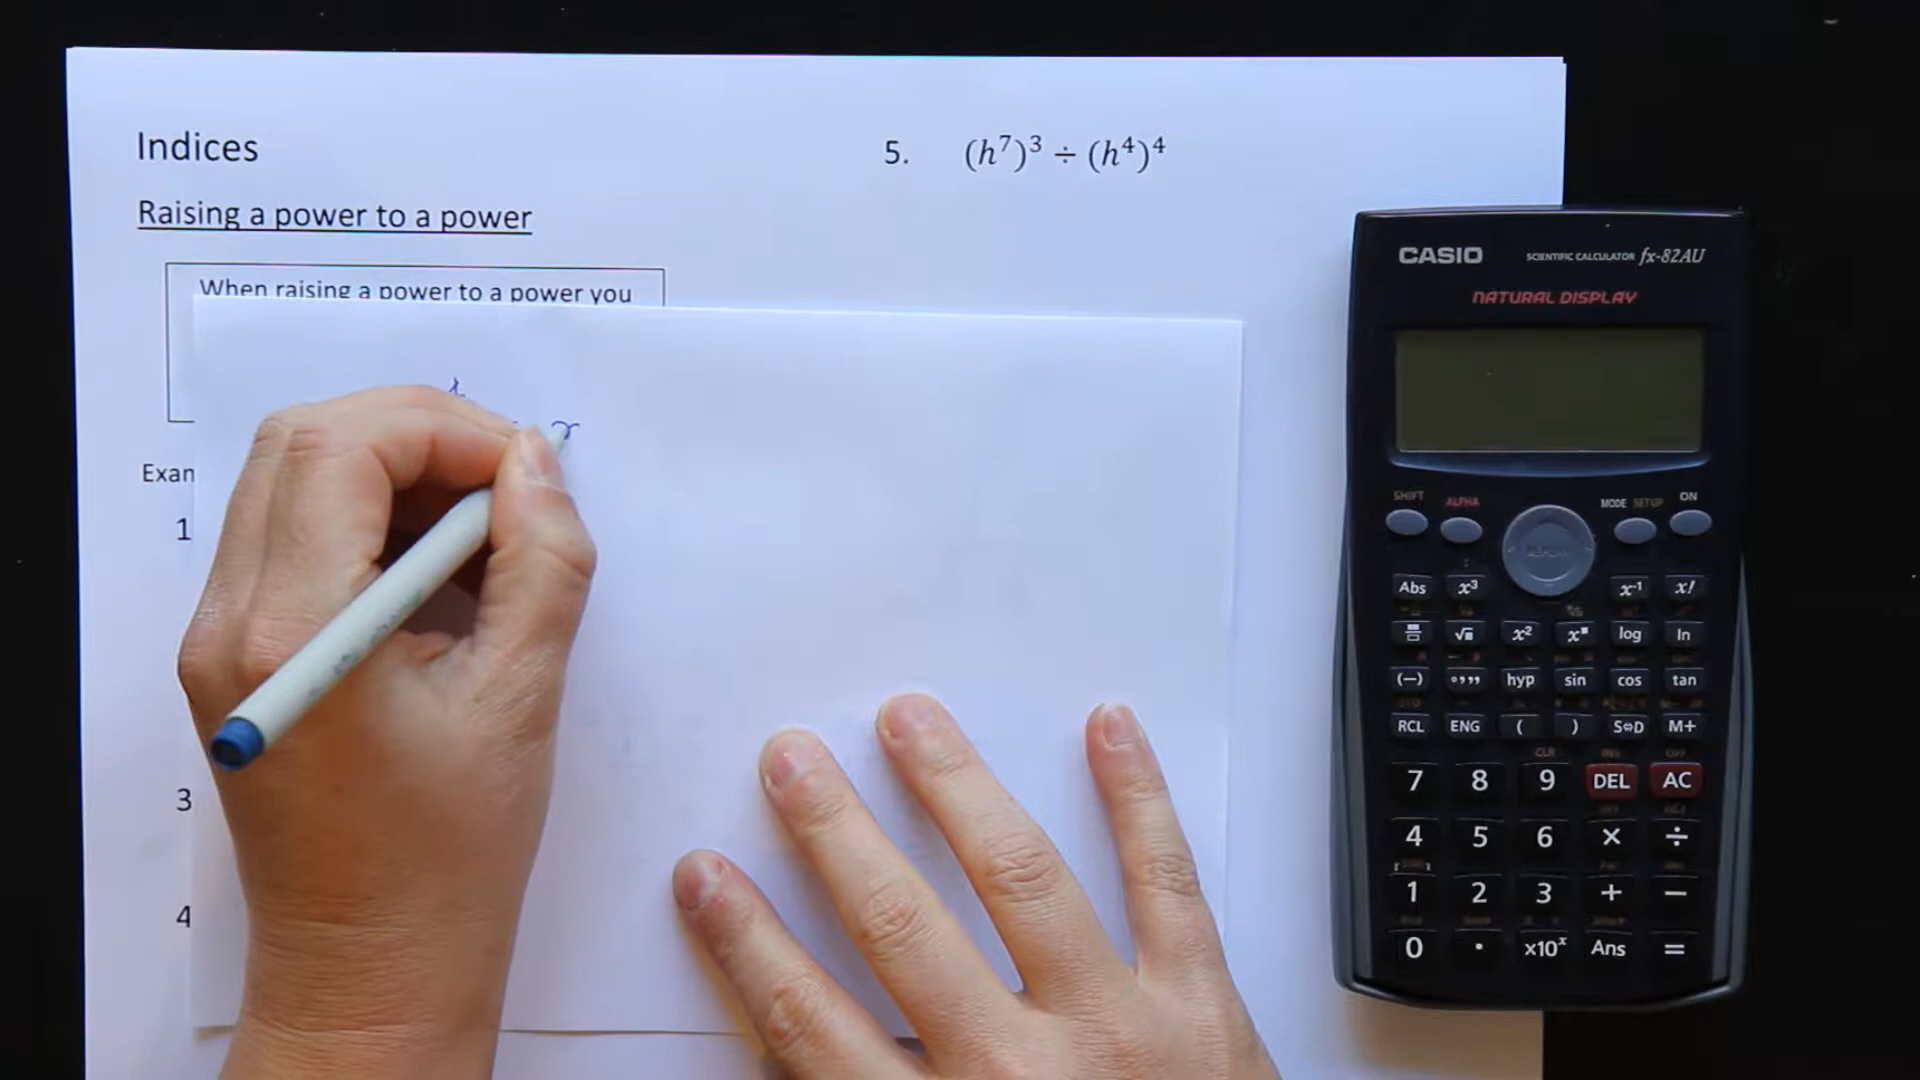 Indices
Raising a power to a power
When raising a power to a power you
Exam
1
3
4
5. (h⁷)³ ÷ (h⁴)⁴
x
CASIO
SCIENTIFIC CALCULATOR fx-82AU
NATURAL DISPLAY
SHIFT ALPHA MODE SETUP ON
REPLAY
Abs x³ x⁻¹ x!
√■ x² x■ log ln
(−) °,,, hyp sin cos tan
RCL ENG ( ) S⇔D M+
CLR
7 8 9 DEL AC
4 5 6 × ÷
1 2 3 + −
0 · ×10ˣ Ans =